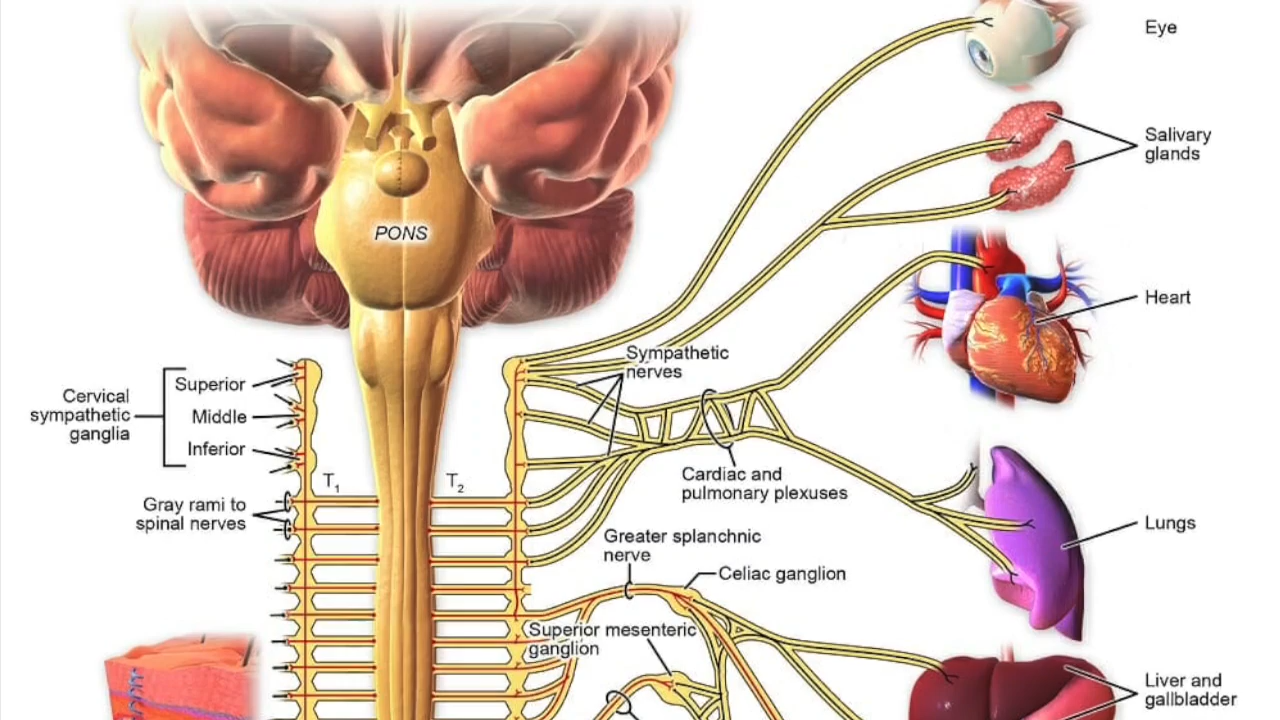 Eye
Salivary
glands
PONS
Heart
Sympathetic
nerves
Cervical
sympathetic
ganglia
Superior
Middle
Inferior
Cardiac and
pulmonary plexuses
T1
T2
Gray rami to
spinal nerves
Lungs
Greater splanchnic
nerve
Celiac ganglion
Superior mesenteric
ganglion
Liver and
gallbladder